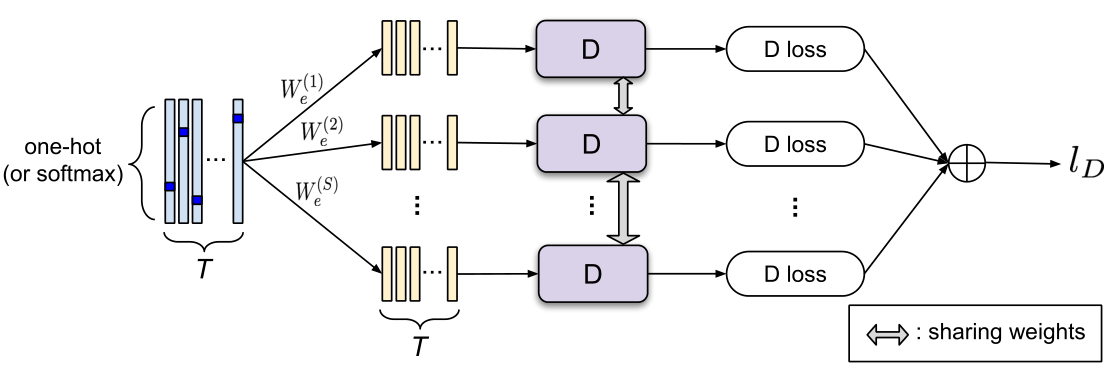 one-hot
(or softmax)
...
T
W_e^{(1)}
W_e^{(2)}
W_e^{(S)}
...
...
...
...
T
D
D
...
D
D loss
D loss
...
D loss
l_D
: sharing weights